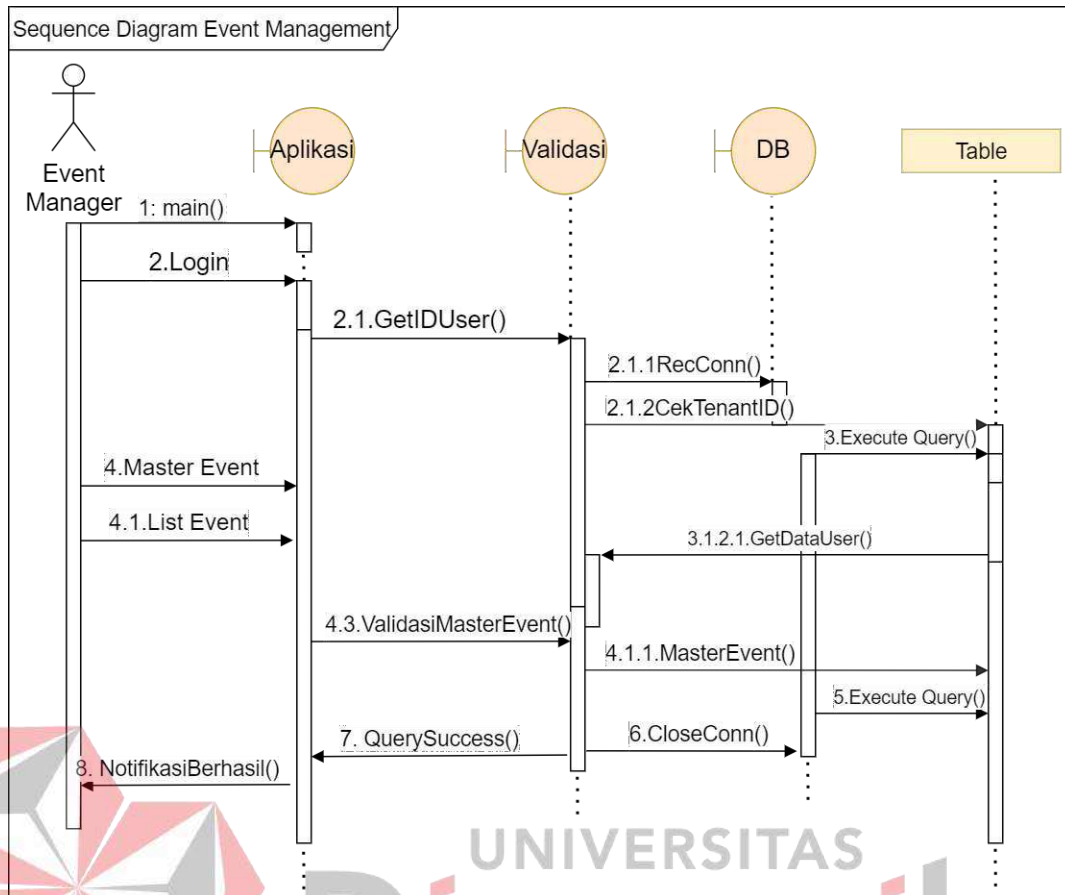 Sequence Diagram Event Management
Event
Manager
Aplikasi
Validasi
DB
Table
1: main()
2.Login
2.1.GetIDUser()
2.1.1RecConn()
2.1.2CekTenantID()
3.Execute Query()
4.Master Event
4.1.List Event
3.1.2.1.GetDataUser()
4.3.ValidasiMasterEvent()
4.1.1.MasterEvent()
5.Execute Query()
7. QuerySuccess()
6.CloseConn()
8. NotifikasiBerhasil()
UNIVERSITAS